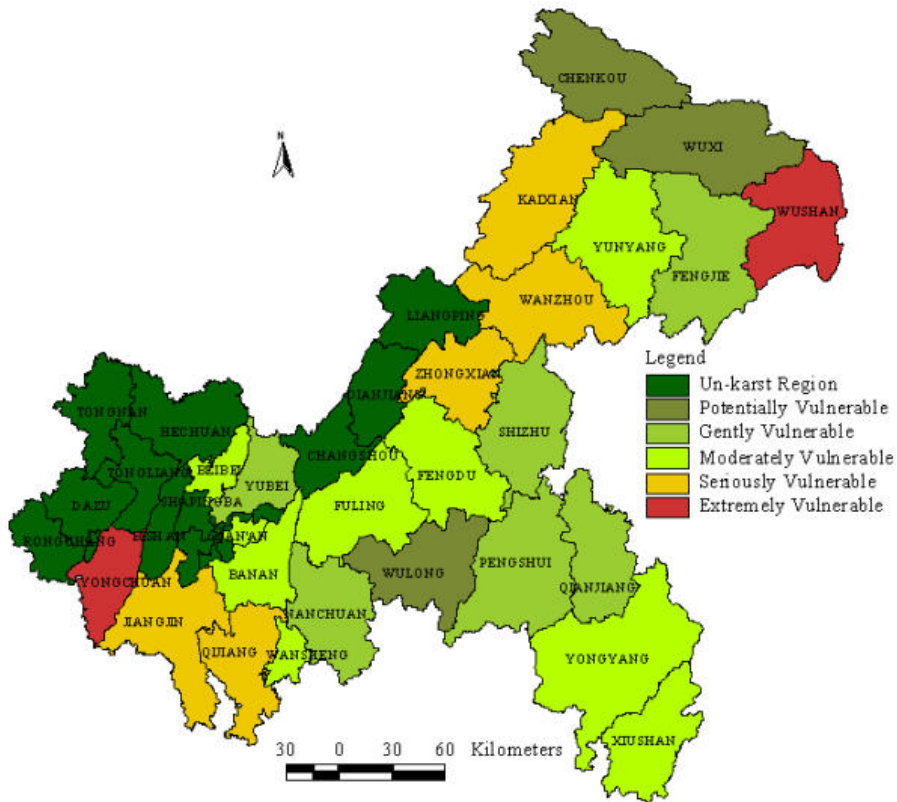 CHENKOU
N
WUXI
KAIXIAN
WUSHAN
YUNYANG
FENGJIE
WANZHOU
LIANGPING
Legend
ZHONGXIAN
Un-karst Region
DIANJIANG
Potentially Vulnerable
TONGNAN
HECHUAN
SHIZHU
Gently Vulnerable
CHANGSHOU
Moderately Vulnerable
TONGLIANG
BEIBEI
YUBEI
FENGDU
Seriously Vulnerable
DAZU
SHAPINGBA
FULING
Extremely Vulnerable
RONGCHANG
BISHAN
NAN'AN
YONGCHUAN
BANAN
WULONG
PENGSHUI
QIANJIANG
JIANGJIN
NANCHUAN
QIJIANG
WANSHENG
YONGYANG
XIUSHAN
30 0 30 60 Kilometers